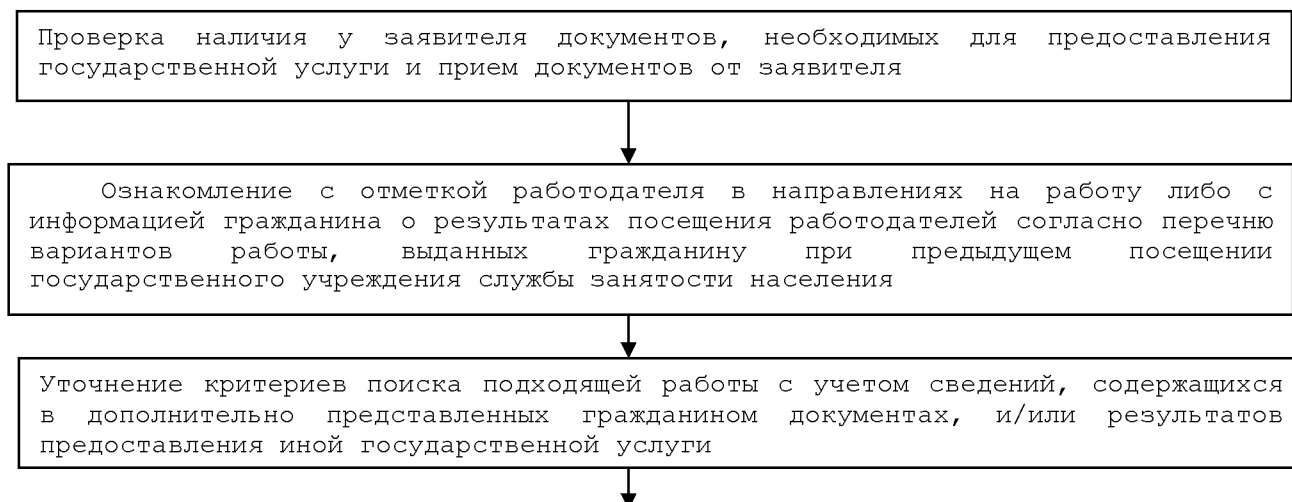 Проверка наличия у заявителя документов, необходимых для предоставления
государственной услуги и прием документов от заявителя
Ознакомление с отметкой работодателя в направлениях на работу либо с
информацией гражданина о результатах посещения работодателей согласно перечню
вариантов работы, выданных гражданину при предыдущем посещении
государственного учреждения службы занятости населения
Уточнение критериев поиска подходящей работы с учетом сведений, содержащихся
в дополнительно представленных гражданином документах, и/или результатов
предоставления иной государственной услуги